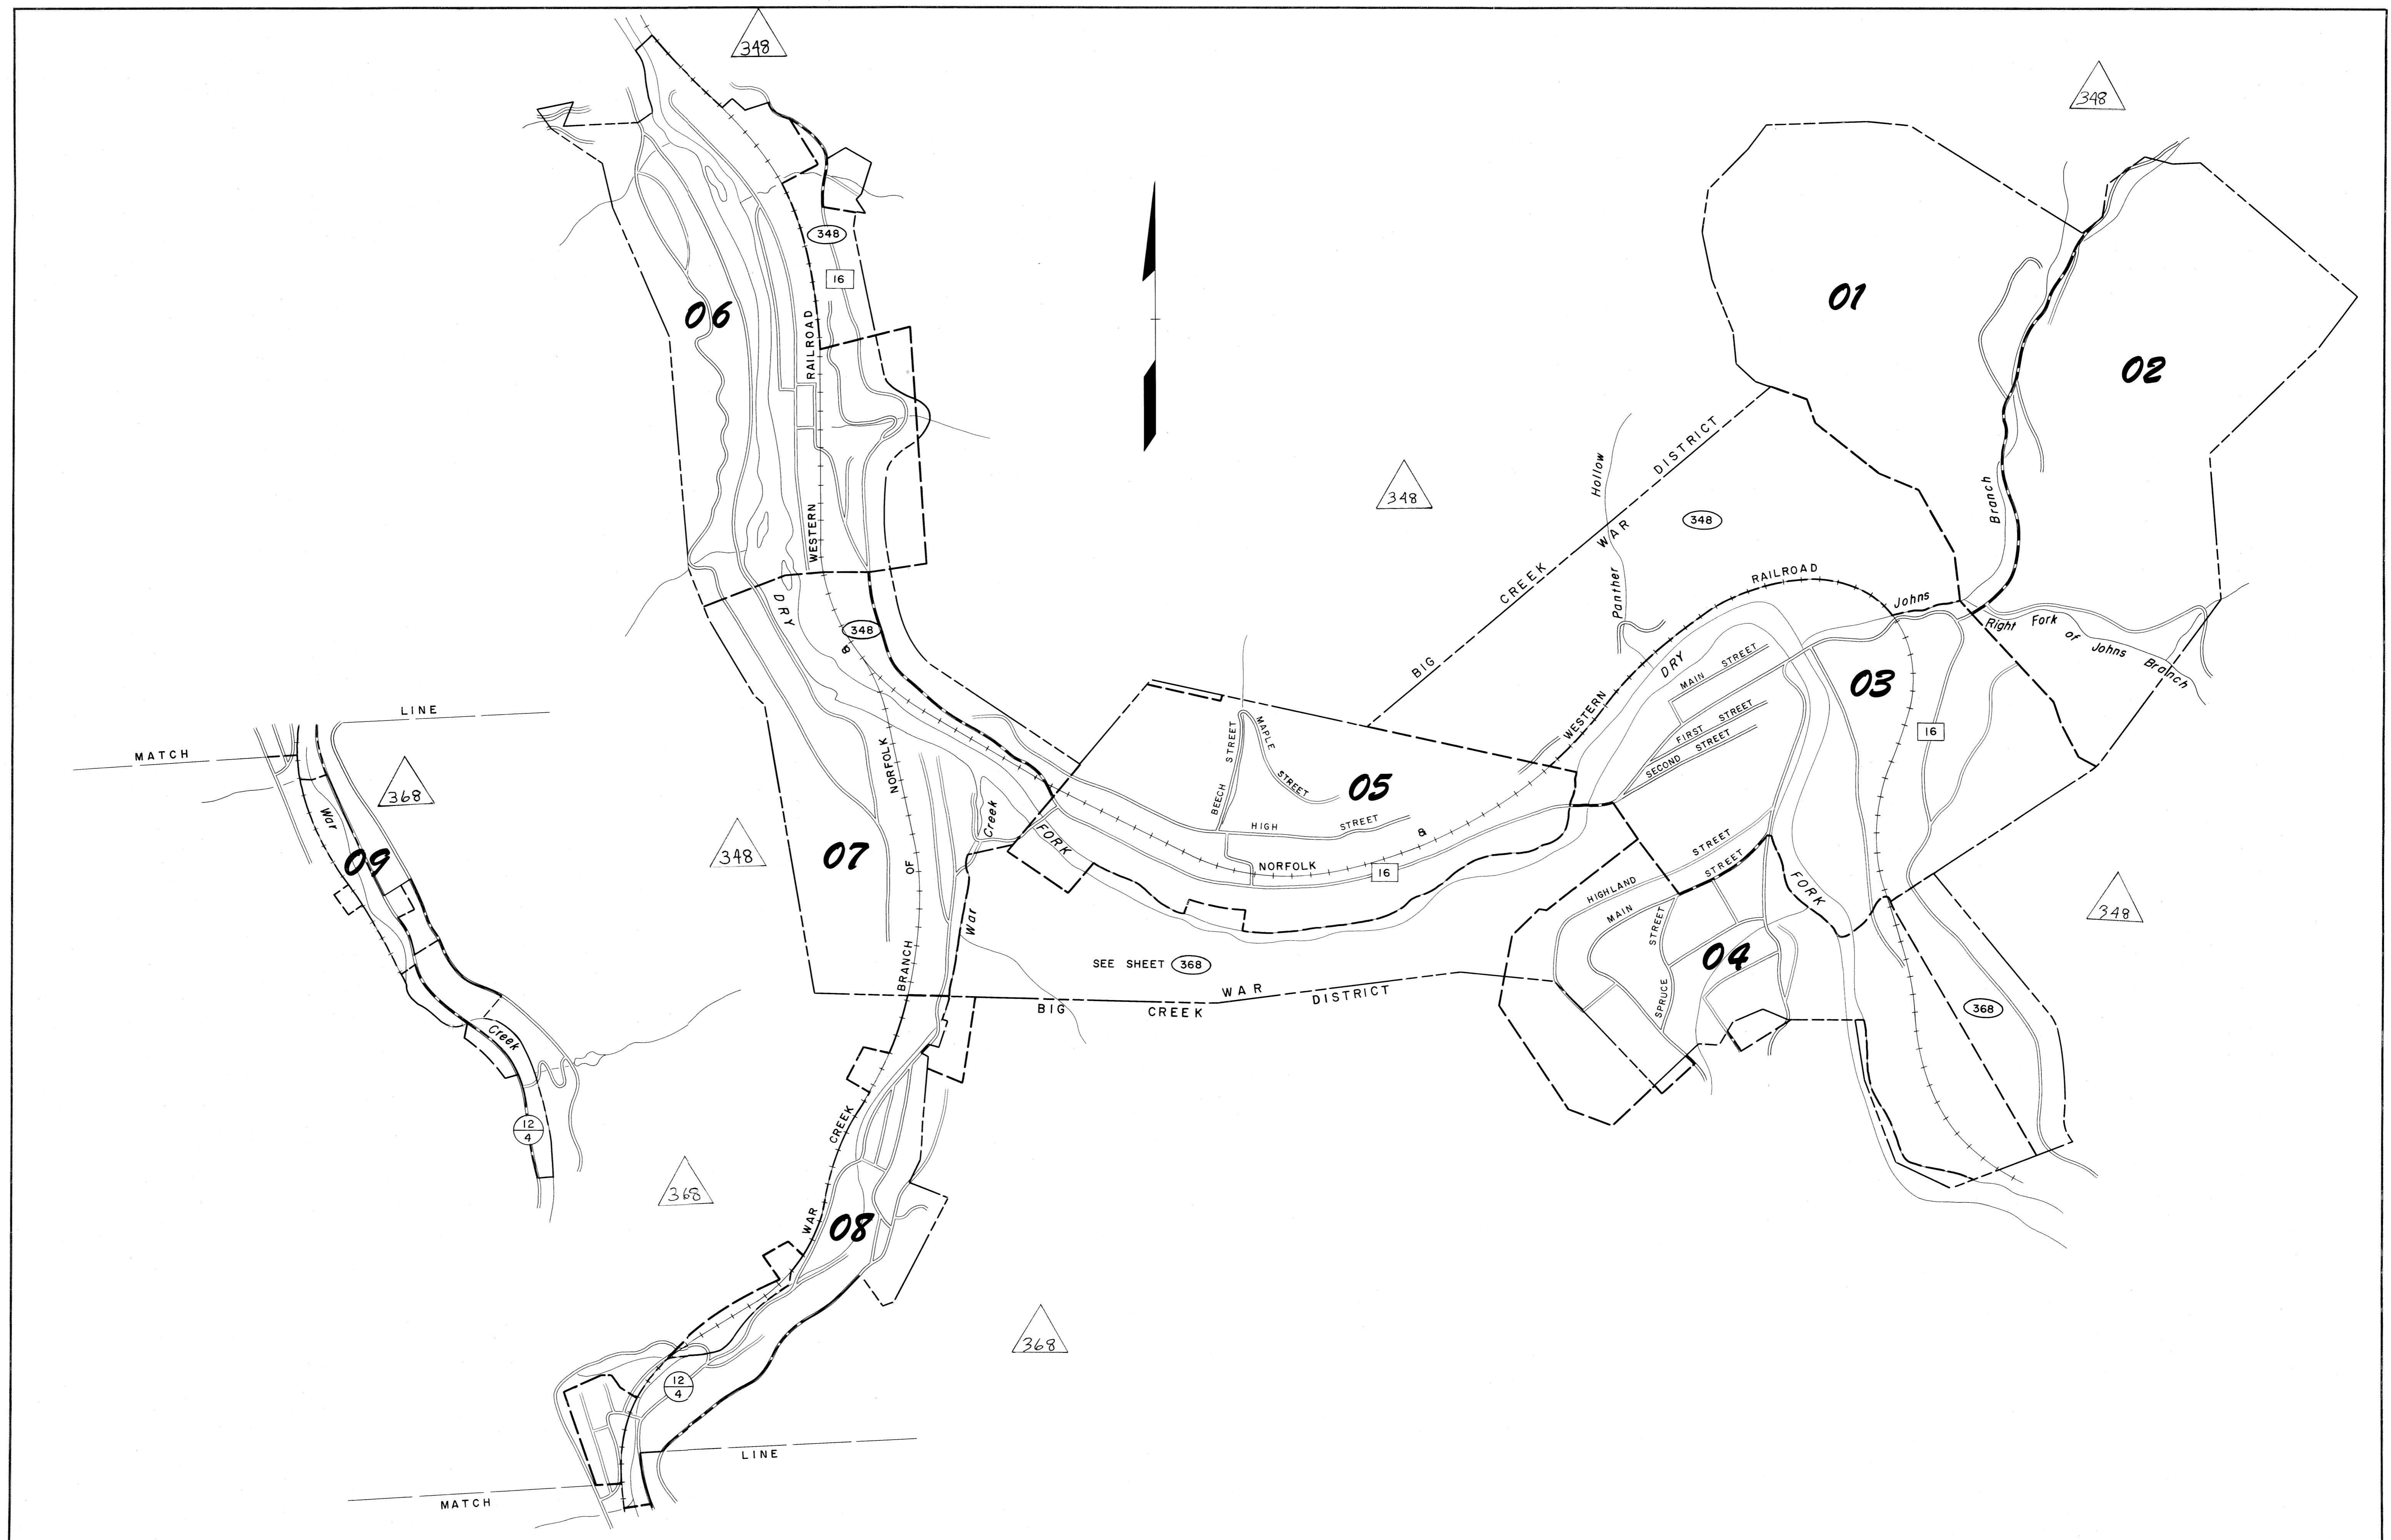 348
348
348
16
06
RAILROAD
WESTERN
01
02
348
Hollow
BIG CREEK DISTRICT
WAR
348
Panther
Branch
RAILROAD
Johns
Right Fork of Johns Branch
DRY
348
&
DRY
MAIN STREET
FIRST STREET
SECOND STREET
WESTERN
03
16
LINE
MATCH
368
War
09
Creek
12
4
348
07
NORFOLK
OF
BRANCH
Creek
War
FORK
BEECH STREET
MAPLE STREET
05
HIGH STREET
&
NORFOLK
16
SEE SHEET 368
WAR
BIG CREEK DISTRICT
HIGHLAND STREET
MAIN STREET
SPRUCE STREET
04
FORK
348
368
368
CREEK
WAR
08
368
12
4
LINE
MATCH